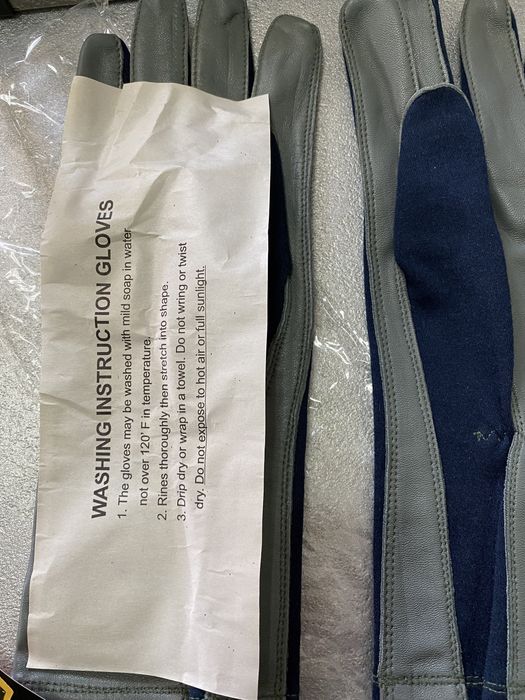 WASHING INSTRUCTION GLOVES
1. The gloves may be washed with mild soap in water
not over 120°F in temperature.
2. Rines thoroughly then stretch into shape.
3. Drip dry or wrap in a towel. Do not wring or twist
dry. Do not expose to hot air or full sunlight.